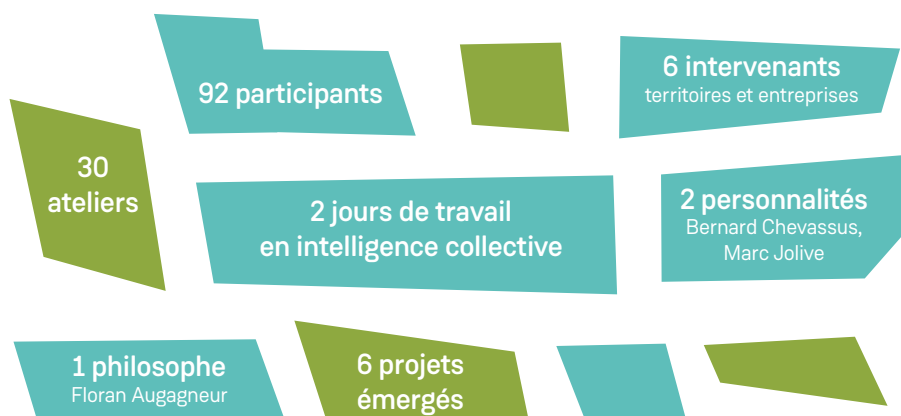 92 participants
6 intervenants
territoires et entreprises
30
ateliers
2 jours de travail
en intelligence collective
2 personnalités
Bernard Chevassus,
Marc Jolive
1 philosophe
Floran Augagneur
6 projets
émergés